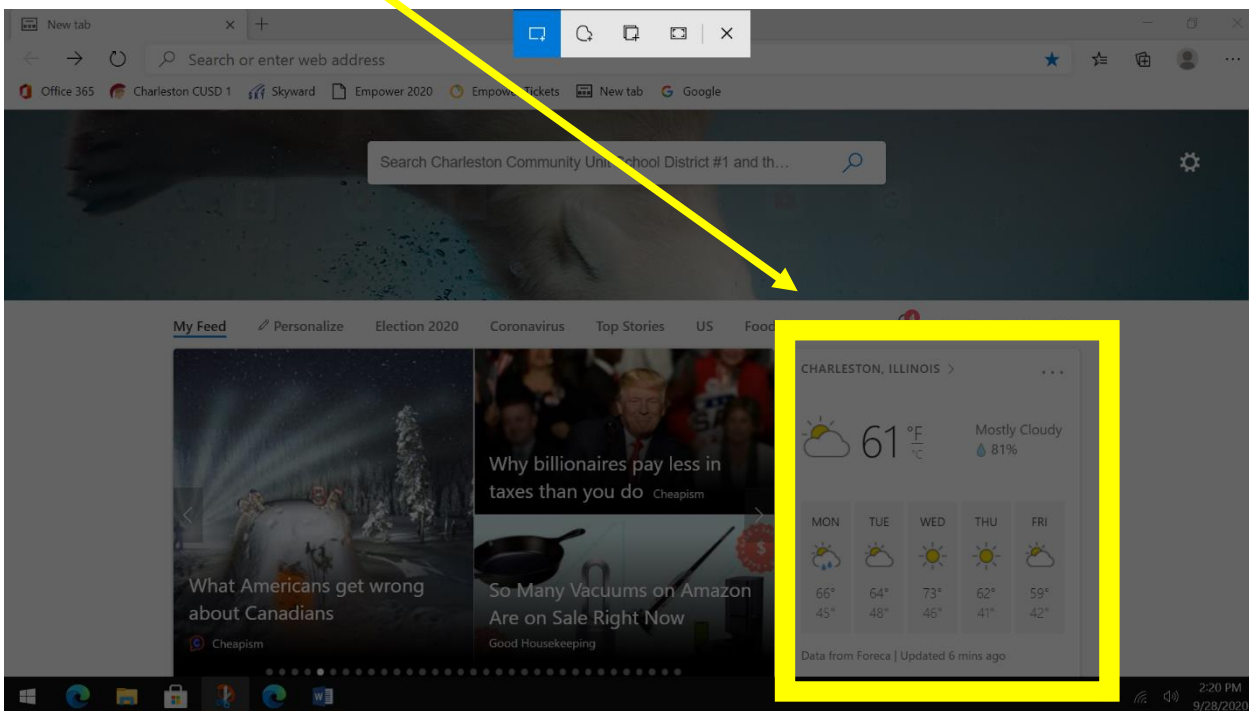 New tab
Search or enter web address
Office 365 Charleston CUSD 1 Skyward Empower 2020 Empower Tickets New tab Google
Search Charleston Community Unit School District #1 and th...
My Feed Personalize Election 2020 Coronavirus Top Stories US Food
4
CHARLESTON, ILLINOIS >
61 °F
°C
Mostly Cloudy
81%
MON TUE WED THU FRI
66° 64° 73° 62° 59°
45° 48° 46° 41° 42°
Data from Foreca | Updated 6 mins ago
What Americans get wrong
about Canadians
Cheapism
Why billionaires pay less in
taxes than you do Cheapism
$
So Many Vacuums on Amazon
Are on Sale Right Now
Good Housekeeping
2:20 PM
9/28/2020